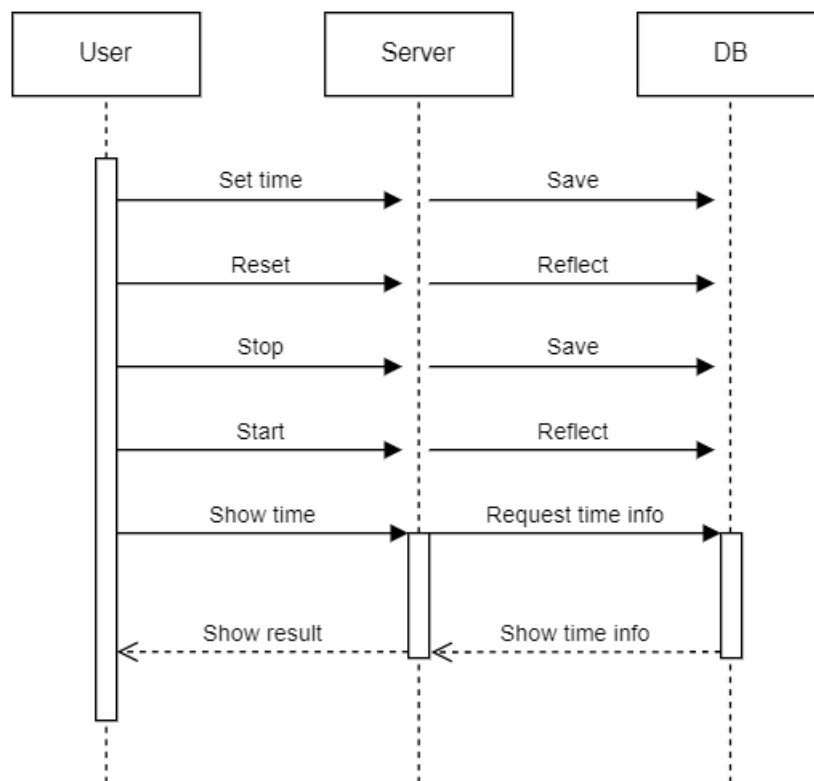 User
Server
DB
Set time
Save
Reset
Reflect
Stop
Save
Start
Reflect
Show time
Request time info
Show result
Show time info